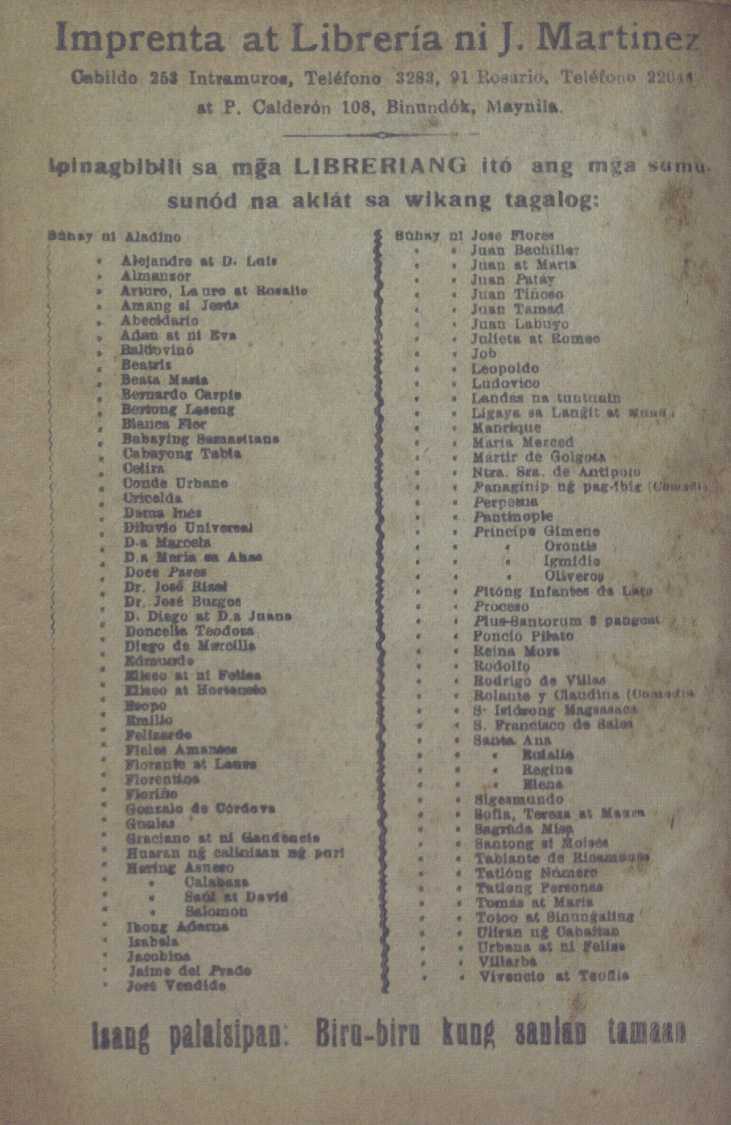 Imprenta at Librería ni J. Martinez
Cabildo 253 Intramuros, Teléfono 3283, 91 Rosario, Teléfono
at P. Calderón 108, Binundók, Maynila.
Ipinagbibili sa mga LIBRERIANG itó ang mga sumu-
sunód na aklát sa wikang tagalog:
Búhay ni Aladino
" Alejandre at D. Luis
" Almanzor
" Arturo, Lauro at Rosalio
" Amang si Jesús
" Abecidario
" Adan at ni Eva
" Baldovinó
" Beatris
" Beata Maria
" Bernardo Carpio
" Bertong Laseng
" Blanca Flor
" Babaying Samaritana
" Cabayong Tabla
" Celira
" Conde Urbano
" Cricelda
" Dama Inés
" Diluvio Universal
" D.a Marcela
" D.a Maria sa Ahas
" Doce Pares
" Dr. José Rizal
" Dr. José Burgos
" D. Diego at D.a Juana
" Doncella Teodora
" Diego de Marcilla
" Edmundo
" Eliseo at ni Felisa
" Eliseo at Hortensio
" Esopo
" Emilio
" Felizardo
" Fieles Amantes
" Florante at Laura
" Florentina
" Floriño
" Gonzalo de Córdova
" Goulas
" Graciano at ni Gaudencia
" Huaran ng calinisan ng puri
" Haring Asuero
" " Calabasa
" " Saúl at David
" " Salomon
" Ibong Adarna
" Isabela
" Jacobina
" Jaime del Prado
" José Vendido
Búhay ni Jose Flores
" " Juan Bachiller
" " Juan at Maria
" " Juan Patáy
" " Juan Tiñoso
" " Juan Tamad
" " Juan Labuyo
" " Julieta at Romeo
" " Job
" " Leopoldo
" " Ludovico
" " Landas na tuntunin
" " Ligaya sa Langit at
" " Manrique
" " Maria Merced
" " Mártir de Golgota
" " Ntra. Sra. de Antipolo
" " Panaginip ng pag-ibig (Comedia)
" " Perpetua
" " Pantinople
" " Principe Gimeno
" " " Orontis
" " " Igmidio
" " " Oliveros
" " Pitóng Infantes de Lara
" " Proceso
" " Plus-Santorum 8 pangcat
" " Poncio Pilato
" " Reina Mora
" " Rodolfo
" " Rodrigo de Villas
" " Rolante y Claudina (Comedia
" " S. Isidrong Magsasaca
" " S. Francisco de Sales
" " Santa Ana
" " " Eulalia
" " " Regina
" " " Elena
" " Sigesmundo
" " Sofia, Tereza at Maura
" " Sagrada Misa
" " Santong si Moisés
" " Tablante de Ricamonte
" " Tatlóng Número
" " Tatlong Personas
" " Tomás at Maria
" " Totoo at Sinungaling
" " Uliran ng Cabaitan
" " Urbana at ni Felisa
" " Villarba
" " Vivencio at Teofila
Isang palaisipan: Biru-biru kung sanlan tamaan